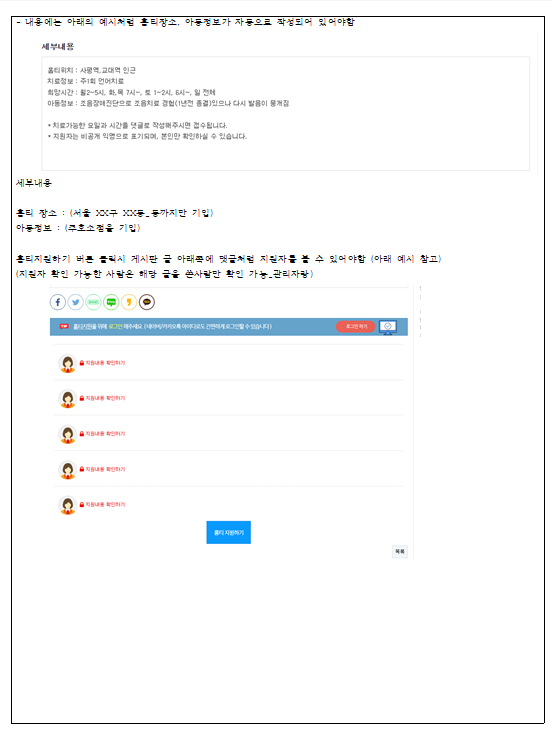 - 내용에는 아래의 예시처럼 홈티장소, 아동정보가 자동으로 작성되어 있어야함
세부내용
홈티위치 : 사평역,교대역 인근
치료정보 : 주1회 언어치료
희망시간 : 월2~5시, 화,목 7시~, 토 1~2시, 6시~, 일 전체
아동정보 : 조음장애진단으로 조음치료 경험(1년전 종결)있으나 다시 발음이 뭉개짐
* 치료가능한 요일과 시간을 댓글로 작성해주시면 접수됩니다.
* 지원자는 비공개 익명으로 표기되며, 본인만 확인하실 수 있습니다.
세부내용
홈티 장소 : (서울 XX구 XX동_동까지만 기입)
아동정보 : (주호소점을 기입)
홈티지원하기 버튼 클릭시 게시판 글 아래쪽에 댓글처럼 지원자를 볼 수 있어야함 (아래 예시 참고)
(지원자 확인 가능한 사람은 해당 글을 쓴사람만 확인 가능_관리자랑)
TIP 홈티지원을 위해 로그인 해주세요. (네이버/카카오톡 아이디로도 간편하게 로그인할 수 있습니다.) 로그인 하기
지원내용 확인하기
지원내용 확인하기
지원내용 확인하기
지원내용 확인하기
지원내용 확인하기
홈티 지원하기
목록